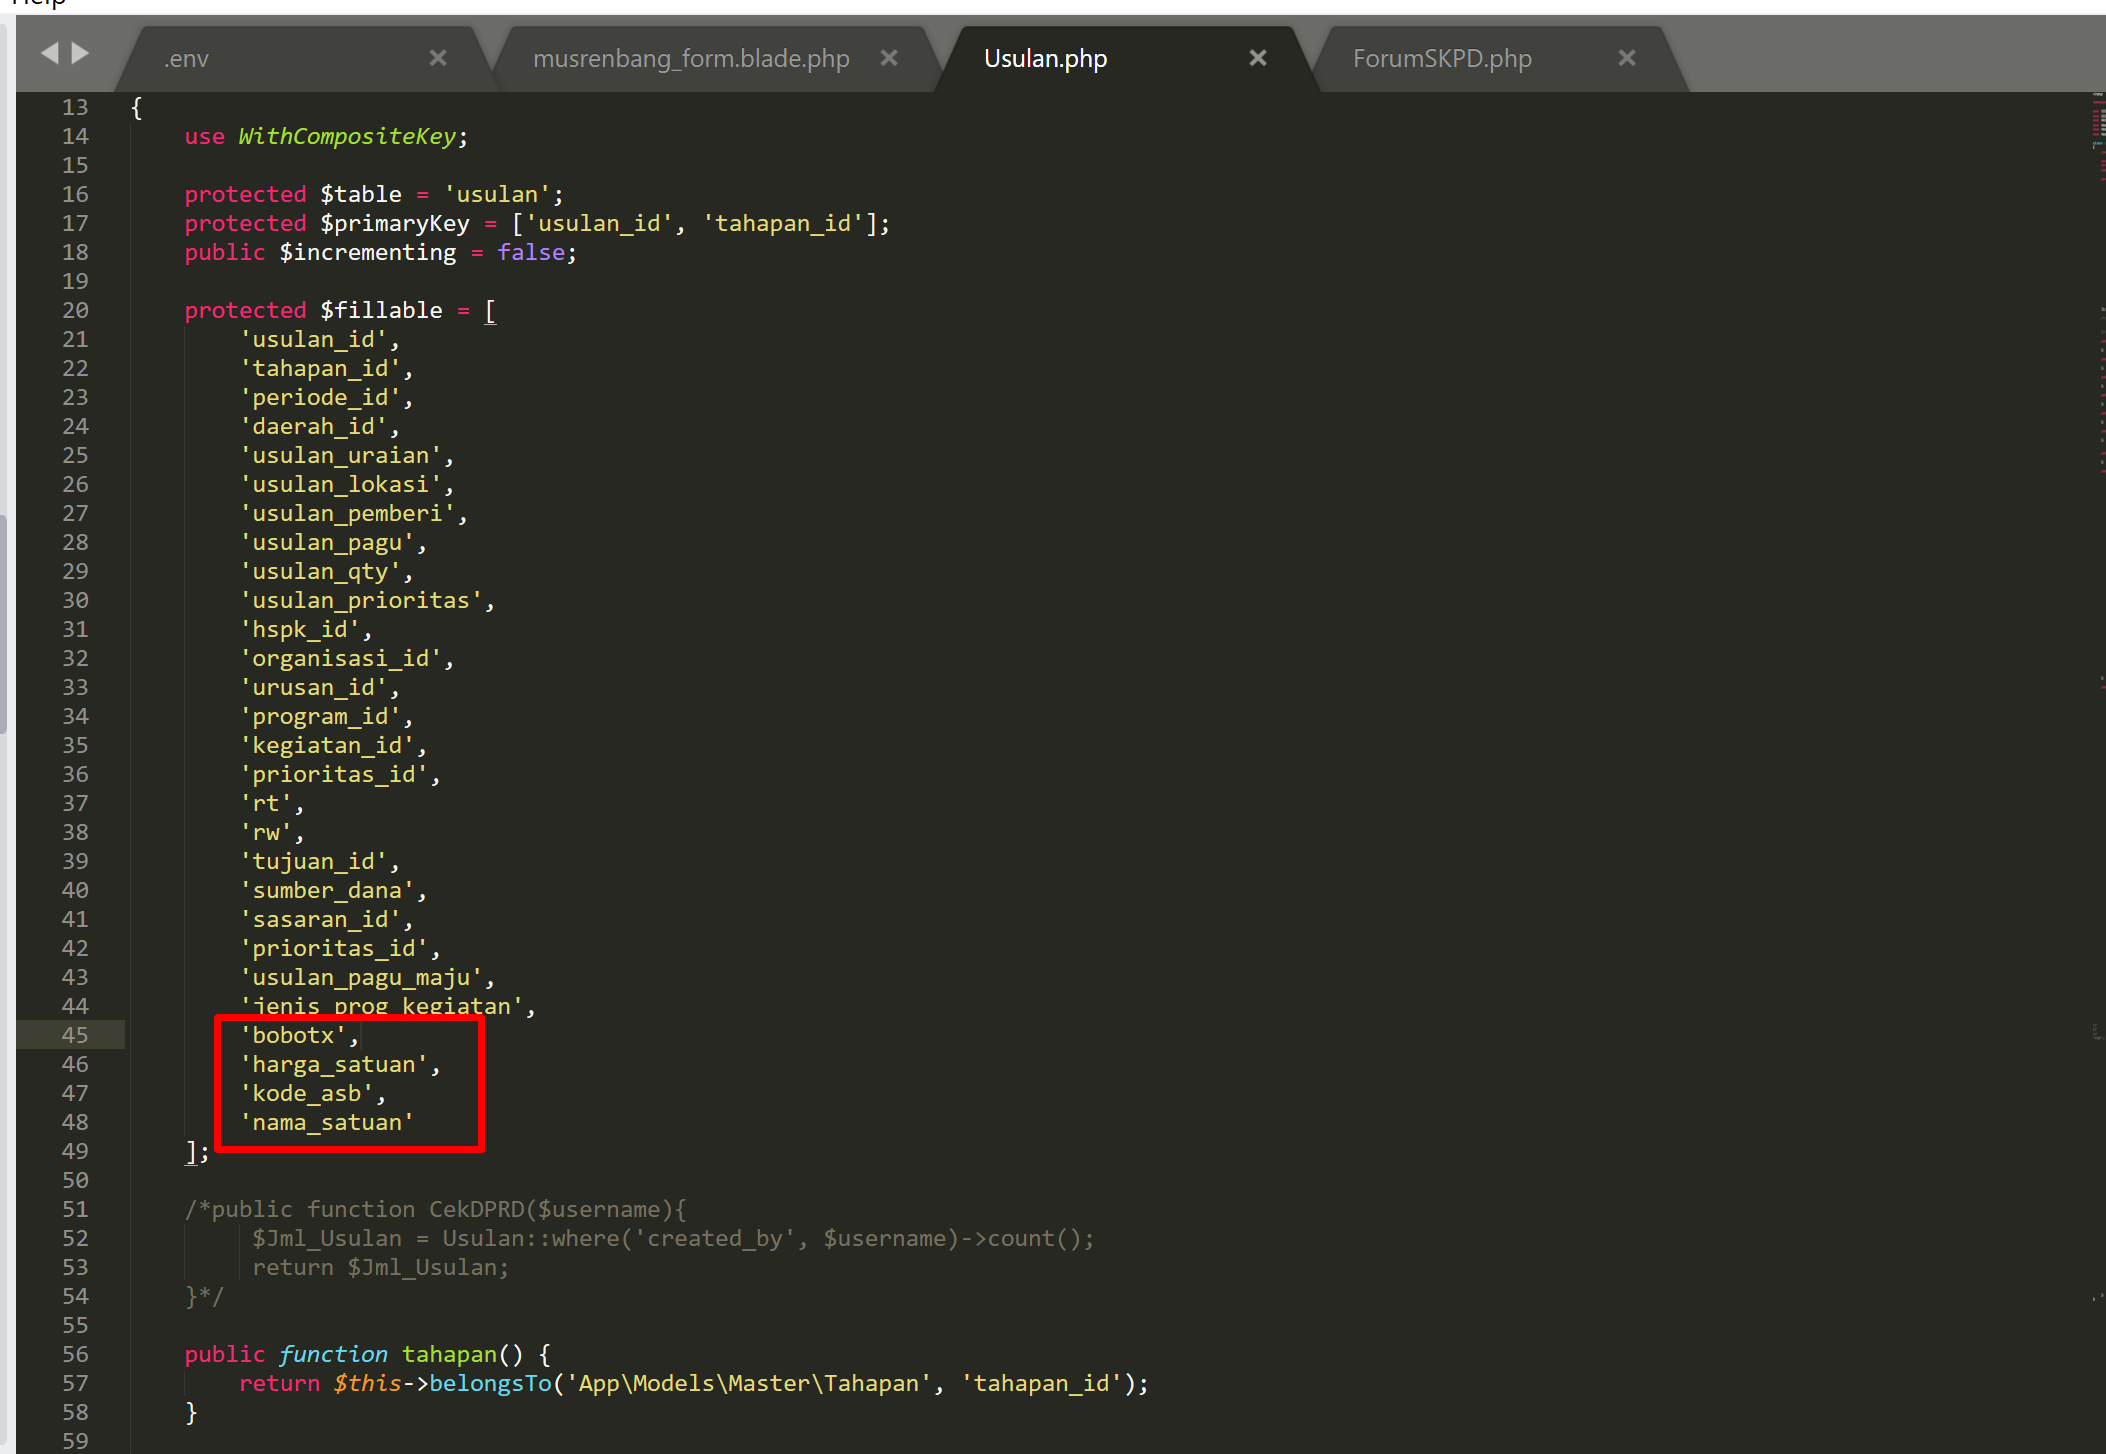 Help
.env
musrenbang_form.blade.php
Usulan.php
ForumSKPD.php
13 {
14     use WithCompositeKey;
15
16     protected $table = 'usulan';
17     protected $primaryKey = ['usulan_id', 'tahapan_id'];
18     public $incrementing = false;
19
20     protected $fillable = [
21         'usulan_id',
22         'tahapan_id',
23         'periode_id',
24         'daerah_id',
25         'usulan_uraian',
26         'usulan_lokasi',
27         'usulan_pemberi',
28         'usulan_pagu',
29         'usulan_qty',
30         'usulan_prioritas',
31         'hspk_id',
32         'organisasi_id',
33         'urusan_id',
34         'program_id',
35         'kegiatan_id',
36         'prioritas_id',
37         'rt',
38         'rw',
39         'tujuan_id',
40         'sumber_dana',
41         'sasaran_id',
42         'prioritas_id',
43         'usulan_pagu_maju',
44         'jenis_prog_kegiatan',
45         'bobotx',
46         'harga_satuan',
47         'kode_asb',
48         'nama_satuan'
49     ];
50
51     /*public function CekDPRD($username){
52          $Jml_Usulan = Usulan::where('created_by', $username)->count();
53          return $Jml_Usulan;
54     }*/
55
56     public function tahapan() {
57         return $this->belongsTo('App\Models\Master\Tahapan', 'tahapan_id');
58     }
59